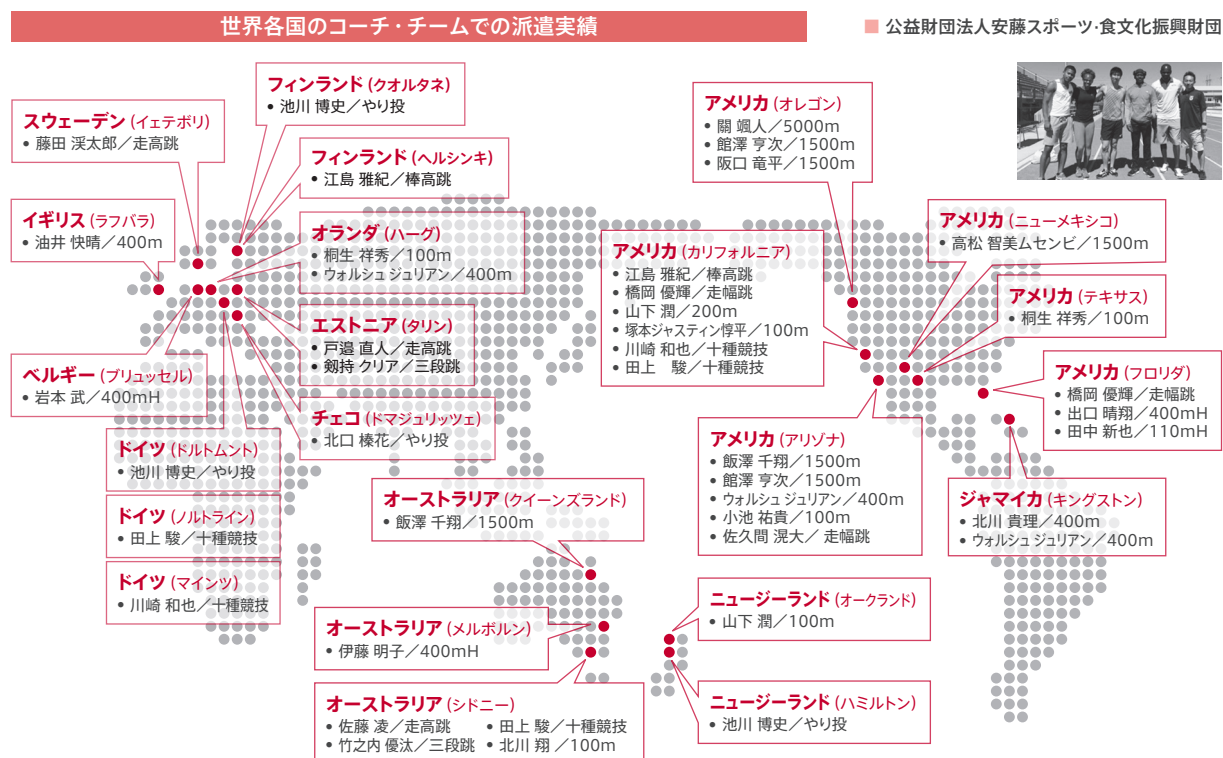 世界各国のコーチ・チームでの派遣実績
■ 公益財団法人安藤スポーツ・食文化振興財団
フィンランド (クオルタネ)
• 池川 博史／やり投
スウェーデン (イェテボリ)
• 藤田 渓太郎／走高跳
フィンランド (ヘルシンキ)
• 江島 雅紀／棒高跳
イギリス (ラフバラ)
• 油井 快晴／400m
オランダ (ハーグ)
• 桐生 祥秀／100m
• ウォルシュ ジュリアン／400m
エストニア (タリン)
• 戸邉 直人／走高跳
• 剱持 クリア／三段跳
ベルギー (ブリュッセル)
• 岩本 武／400mH
チェコ (ドマジュリッツェ)
• 北口 榛花／やり投
ドイツ (ドルトムント)
• 池川 博史／やり投
ドイツ (ノルトライン)
• 田上 駿／十種競技
ドイツ (マインツ)
• 川崎 和也／十種競技
アメリカ (オレゴン)
• 關 颯人／5000m
• 館澤 亨次／1500m
• 阪口 竜平／1500m
アメリカ (カリフォルニア)
• 江島 雅紀／棒高跳
• 橋岡 優輝／走幅跳
• 山下 潤／200m
• 塚本ジャスティン惇平／100m
• 川崎 和也／十種競技
• 田上　駿／十種競技
アメリカ (ニューメキシコ)
• 高松 智美ムセンビ／1500m
アメリカ (テキサス)
• 桐生 祥秀／100m
アメリカ (フロリダ)
• 橋岡 優輝／走幅跳
• 出口 晴翔／400mH
• 田中 新也／110mH
アメリカ (アリゾナ)
• 飯澤 千翔／1500m
• 館澤 亨次／1500m
• ウォルシュ ジュリアン／400m
• 小池 祐貴／100m
• 佐久間 滉大／ 走幅跳
ジャマイカ (キングストン)
• 北川 貴理／400m
• ウォルシュ ジュリアン／400m
オーストラリア (クイーンズランド)
• 飯澤 千翔／1500m
オーストラリア (メルボルン)
• 伊藤 明子／400mH
オーストラリア (シドニー)
• 佐藤 凌／走高跳 • 田上 駿／十種競技
• 竹之内 優汰／三段跳 • 北川 翔 ／100m
ニュージーランド (オークランド)
• 山下 潤／100m
ニュージーランド (ハミルトン)
• 池川 博史／やり投